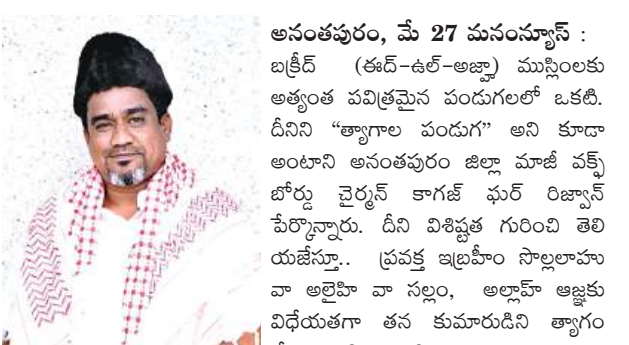 అనంతపురం, మే 27 మనంన్యూస్ :
బక్రీద్ (ఈద్-ఉల్-అజ్హా) ముస్లింలకు
అత్యంత పవిత్రమైన పండుగలలో ఒకటి.
దీనిని “త్యాగాల పండుగ” అని కూడా
అంటాని అనంతపురం జిల్లా మాజీ వక్ఫ్
బోర్డు చైర్మన్ కాగజ్ ఘర్ రిజ్వాన్
పేర్కొన్నారు. దీని విశిష్టత గురించి తెలి
యజేస్తూ.. ప్రవక్త ఇబ్రహీం సొల్లలాహు
వా అలైహి వా సల్లం, అల్లాహ్ ఆజ్ఞకు
విధేయతగా తన కుమారుడిని త్యాగం